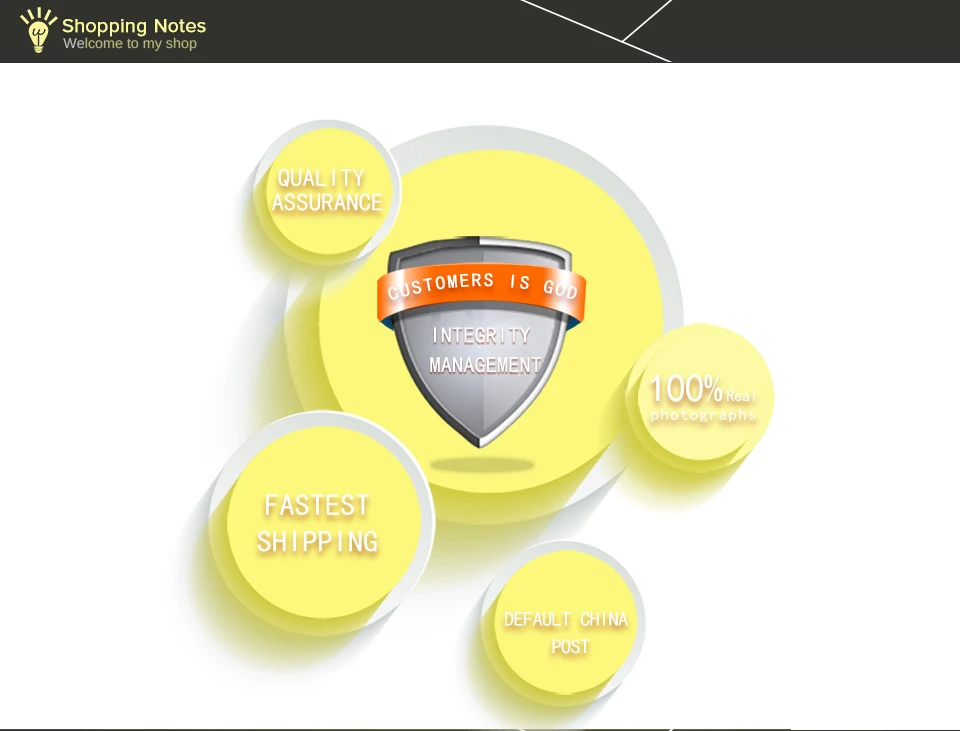 Shopping Notes
Welcome to my shop
QUALITY
ASSURANCE
CUSTOMERS IS GOD
INTEGRITY
MANAGEMENT
100% Real
photographs
FASTEST
SHIPPING
DEFAULT CHINA
POST